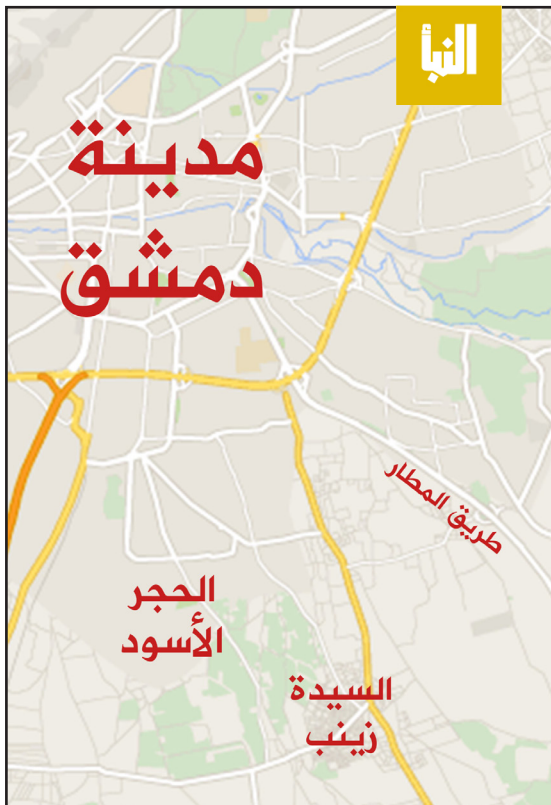 النبأ
مدينة
دمشق
طريق المطار
الحجر
الأسود
السيدة
زينب